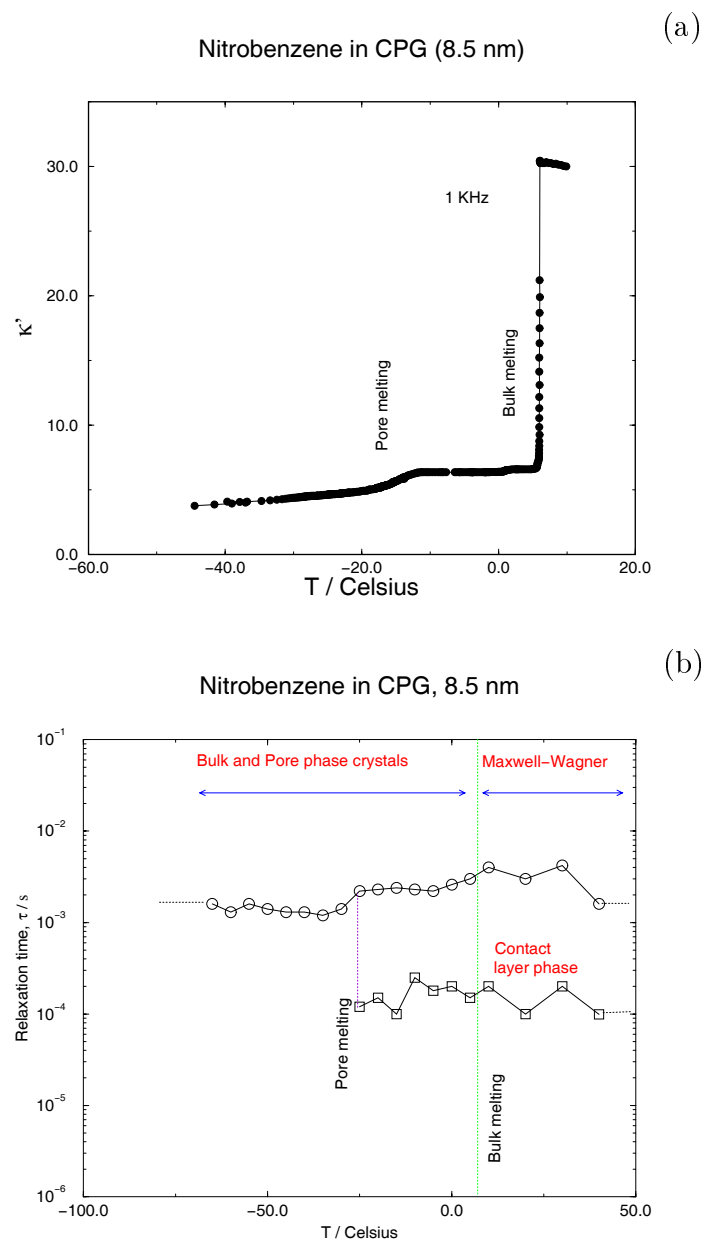 (a)
Nitrobenzene in CPG (8.5 nm)
30.0
20.0
10.0
0.0
κ'
1 KHz
Pore melting
Bulk melting
−60.0 −40.0 −20.0 0.0 20.0
T / Celsius
(b)
Nitrobenzene in CPG, 8.5 nm
10⁻¹
10⁻²
10⁻³
10⁻⁴
10⁻⁵
10⁻⁶
Relaxation time, τ / s
Bulk and Pore phase crystals
Maxwell−Wagner
Contact
layer phase
Pore melting
Bulk melting
−100.0 −50.0 0.0 50.0
T / Celsius